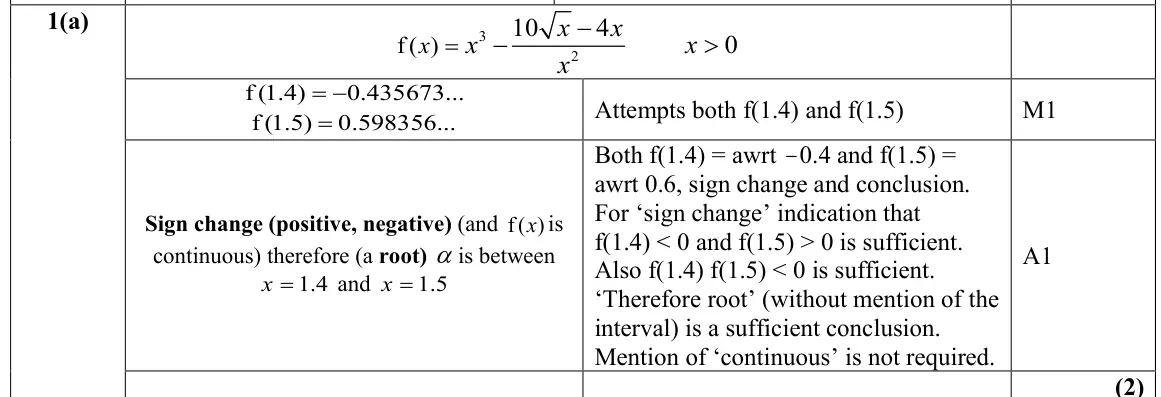 1(a)
f(x) = x³ − (10√x − 4x)/x²   x > 0
f(1.4) = −0.435673...
f(1.5) = 0.598356...
Attempts both f(1.4) and f(1.5)
M1
Sign change (positive, negative) (and f(x) is
continuous) therefore (a root) α is between
x = 1.4 and x = 1.5
Both f(1.4) = awrt −0.4 and f(1.5) =
awrt 0.6, sign change and conclusion.
For ‘sign change’ indication that
f(1.4) < 0 and f(1.5) > 0 is sufficient.
Also f(1.4) f(1.5) < 0 is sufficient.
‘Therefore root’ (without mention of the
interval) is a sufficient conclusion.
Mention of ‘continuous’ is not required.
A1
(2)